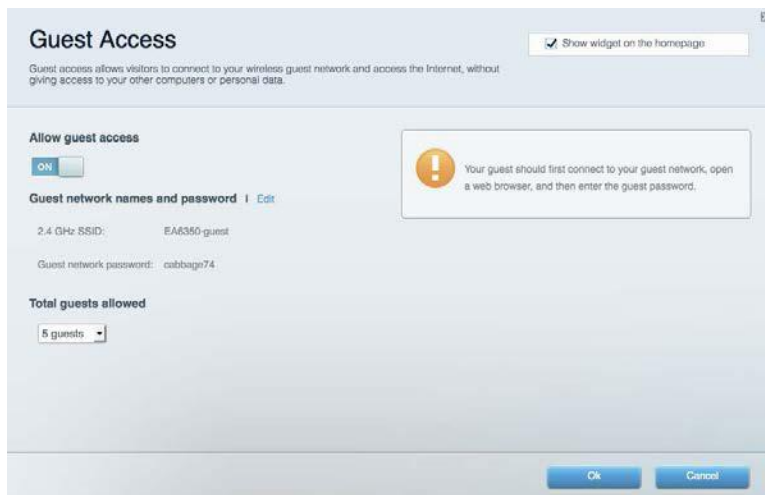 Guest Access
Show widget on the homepage
Guest access allows visitors to connect to your wireless guest network and access the Internet, without
giving access to your other computers or personal data.
Allow guest access
ON
Your guest should first connect to your guest network, open
a web browser, and then enter the guest password.
Guest network names and password | Edit
2.4 GHz SSID: EA6350-guest
Guest network password: cabbage74
Total guests allowed
5 guests
Ok
Cancel